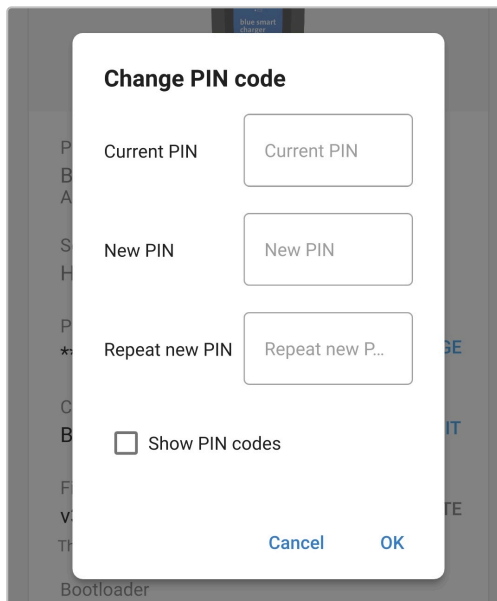 blue smart
charger
Change PIN code
Current PIN Current PIN
New PIN New PIN
Repeat new PIN Repeat new P...
Show PIN codes
Cancel OK
Bootloader